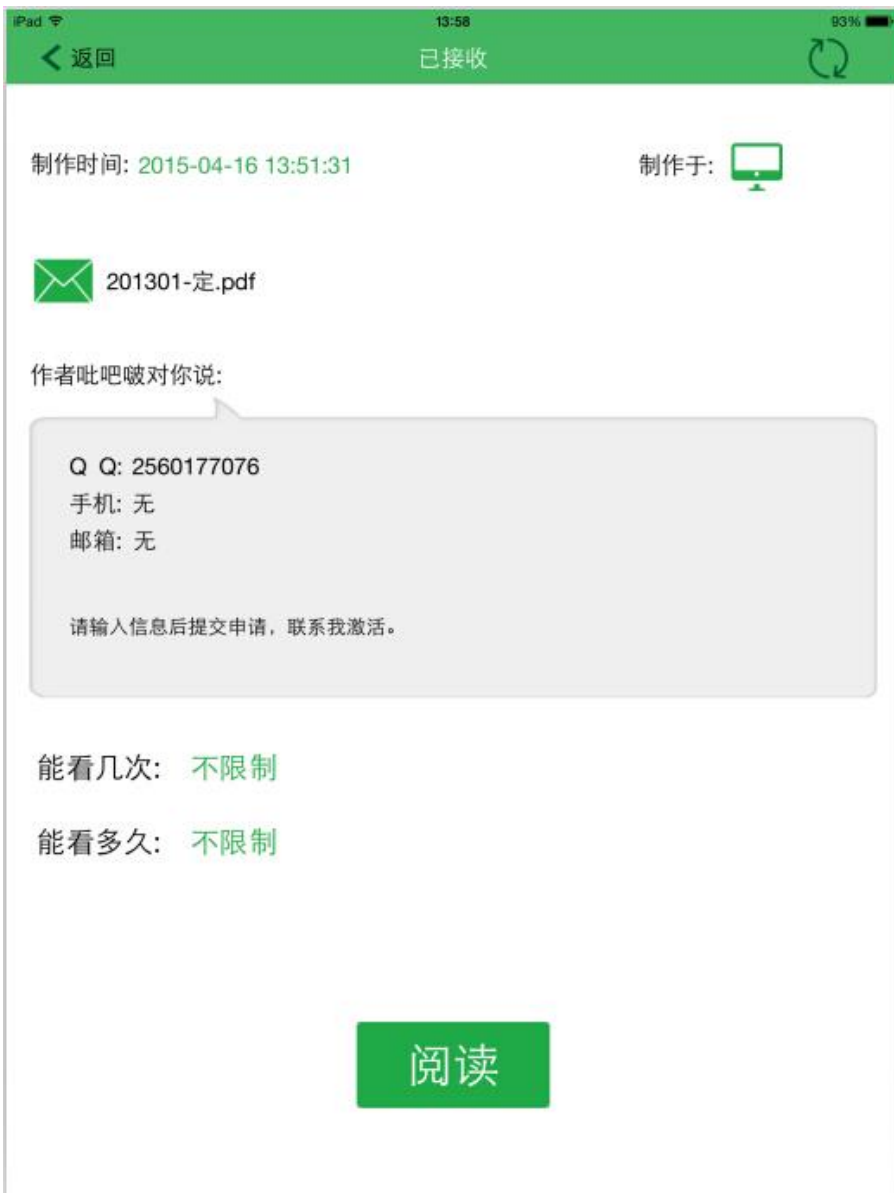 iPad 13:58 93%
返回 已接收
制作时间: 2015-04-16 13:51:31 制作于:
201301-定.pdf
作者吡吧啵对你说:
Q Q: 2560177076
手机: 无
邮箱: 无
请输入信息后提交申请，联系我激活。
能看几次: 不限制
能看多久: 不限制
阅读